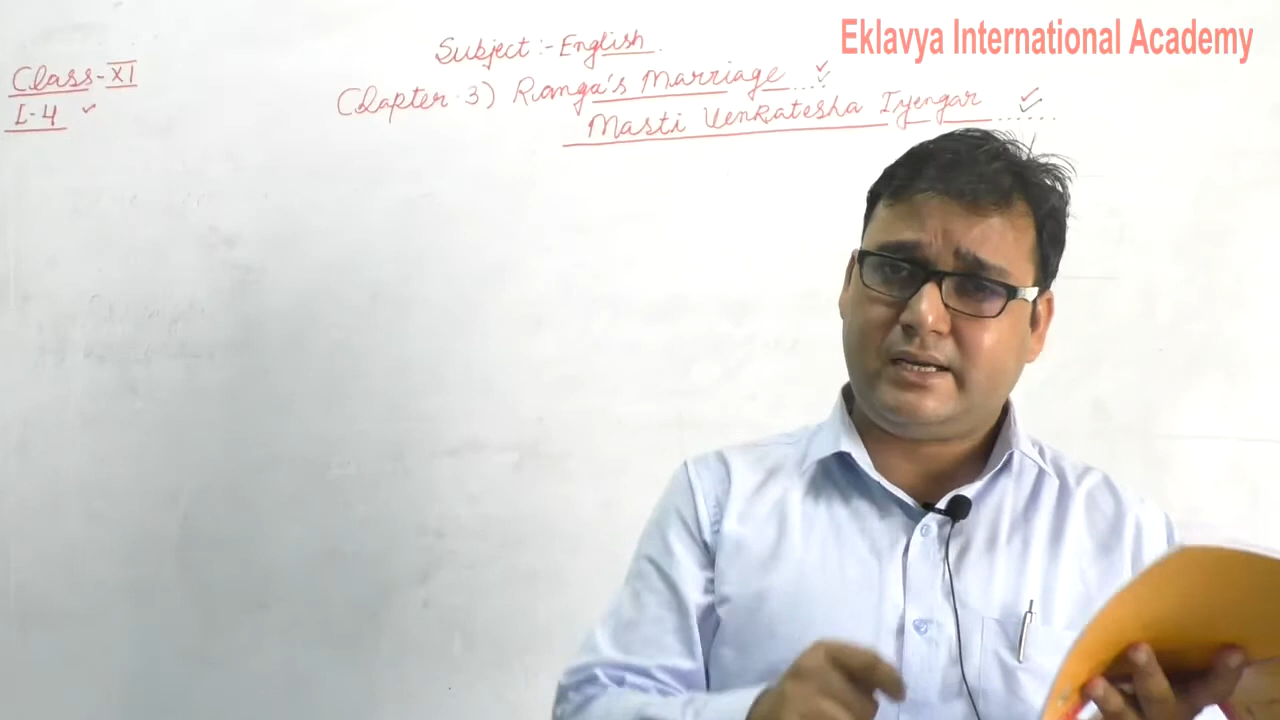 Eklavya International Academy
Subject :- English.
Class-XI
L-4
Chapter 3) Ranga's Marriage
Masti Venkatesha Iyengar